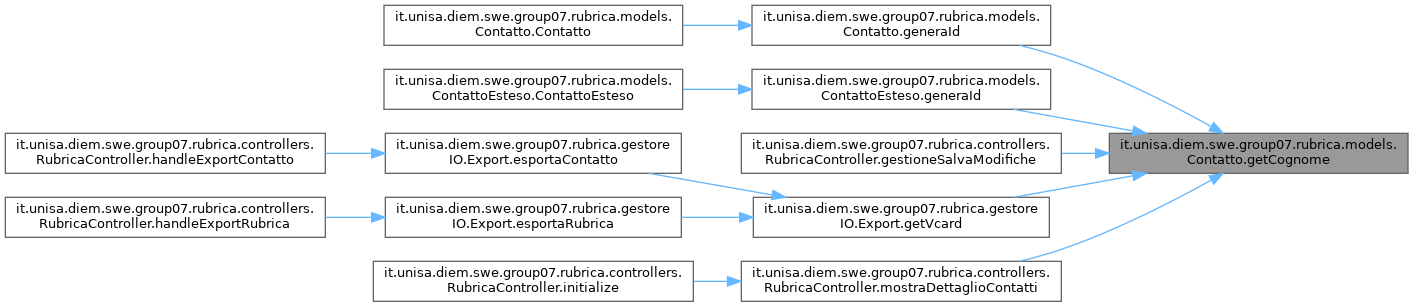 it.unisa.diem.swe.group07.rubrica.models.
Contatto.Contatto
it.unisa.diem.swe.group07.rubrica.models.
Contatto.generaId
it.unisa.diem.swe.group07.rubrica.models.
ContattoEsteso.ContattoEsteso
it.unisa.diem.swe.group07.rubrica.models.
ContattoEsteso.generaId
it.unisa.diem.swe.group07.rubrica.controllers.
RubricaController.handleExportContatto
it.unisa.diem.swe.group07.rubrica.gestore
IO.Export.esportaContatto
it.unisa.diem.swe.group07.rubrica.controllers.
RubricaController.gestioneSalvaModifiche
it.unisa.diem.swe.group07.rubrica.models.
Contatto.getCognome
it.unisa.diem.swe.group07.rubrica.controllers.
RubricaController.handleExportRubrica
it.unisa.diem.swe.group07.rubrica.gestore
IO.Export.esportaRubrica
it.unisa.diem.swe.group07.rubrica.gestore
IO.Export.getVcard
it.unisa.diem.swe.group07.rubrica.controllers.
RubricaController.initialize
it.unisa.diem.swe.group07.rubrica.controllers.
RubricaController.mostraDettaglioContatti